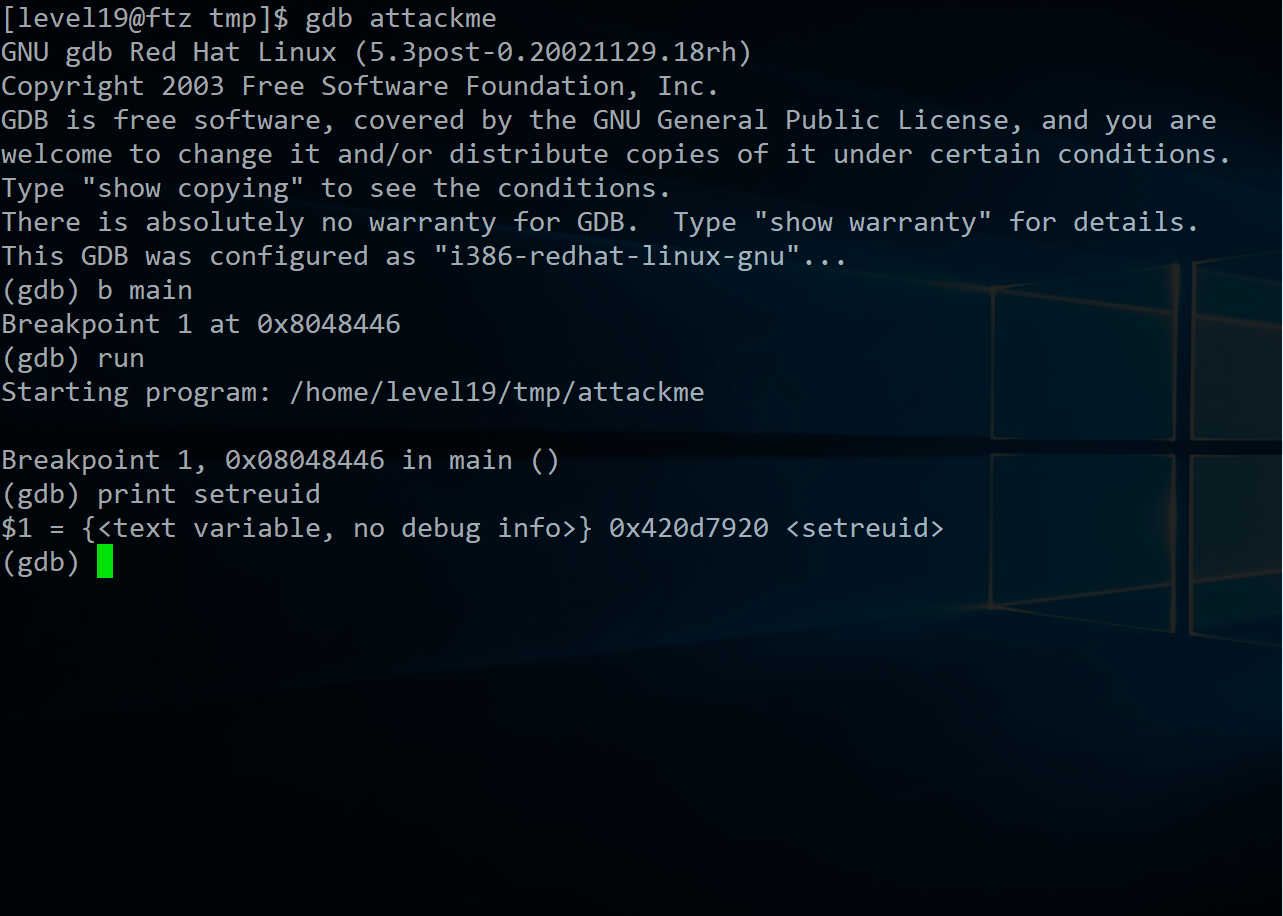 [level19@ftz tmp]$ gdb attackme
GNU gdb Red Hat Linux (5.3post-0.20021129.18rh)
Copyright 2003 Free Software Foundation, Inc.
GDB is free software, covered by the GNU General Public License, and you are
welcome to change it and/or distribute copies of it under certain conditions.
Type "show copying" to see the conditions.
There is absolutely no warranty for GDB.  Type "show warranty" for details.
This GDB was configured as "i386-redhat-linux-gnu"...
(gdb) b main
Breakpoint 1 at 0x8048446
(gdb) run
Starting program: /home/level19/tmp/attackme
Breakpoint 1, 0x08048446 in main ()
(gdb) print setreuid
$1 = {<text variable, no debug info>} 0x420d7920 <setreuid>
(gdb)